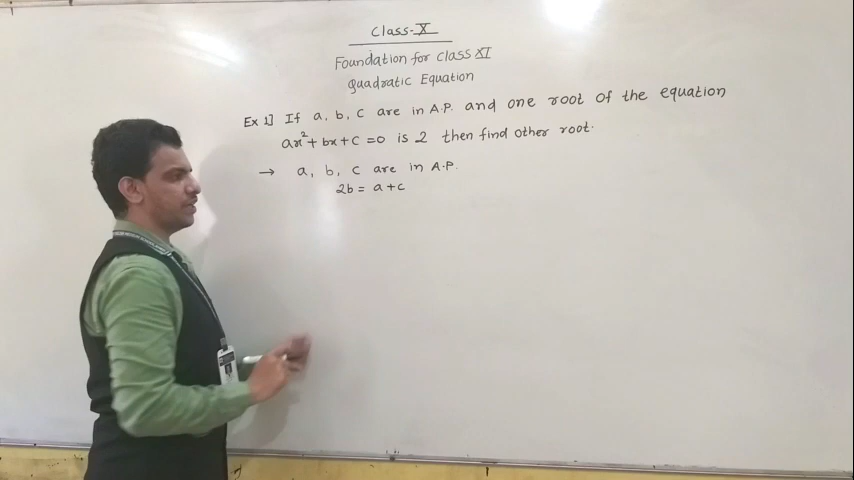 Class-X
Foundation for Class XI
Quadratic Equation
Ex 1] If a, b, c are in A.P. and one root of the equation
ax²+bx+c=0 is 2 then find other root.
→ a, b, c are in A.P.
2b = a+c